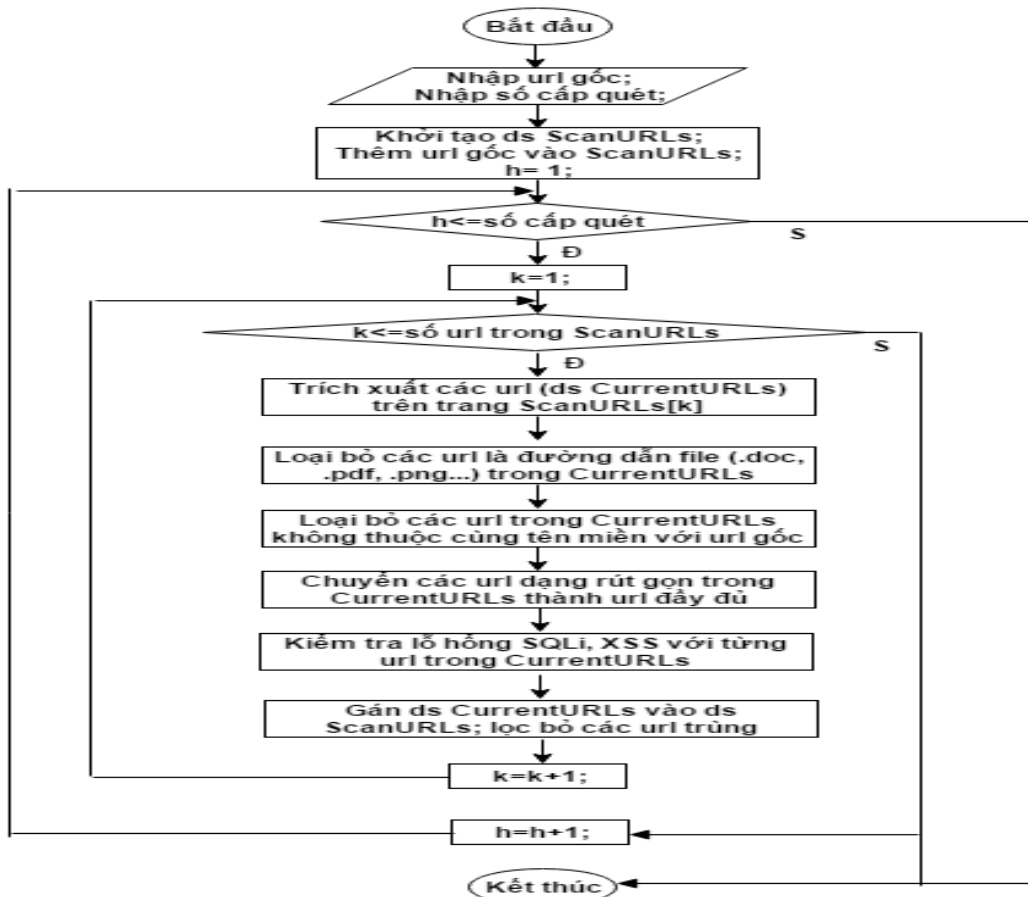 Bắt đầu
Nhập url gốc;
Nhập số cấp quét;
Khởi tạo ds ScanURLs;
Thêm url gốc vào ScanURLs;
h= 1;
h<=số cấp quét
S
Đ
k=1;
k<=số url trong ScanURLs
S
Đ
Trích xuất các url (ds CurrentURLs)
trên trang ScanURLs[k]
Loại bỏ các url là đường dẫn file (.doc,
.pdf, .png...) trong CurrentURLs
Loại bỏ các url trong CurrentURLs
không thuộc cùng tên miền với url gốc
Chuyển các url dạng rút gọn trong
CurrentURLs thành url đầy đủ
Kiểm tra lỗ hổng SQLi, XSS với từng
url trong CurrentURLs
Gán ds CurrentURLs vào ds
ScanURLs; lọc bỏ các url trùng
k=k+1;
h=h+1;
Kết thúc